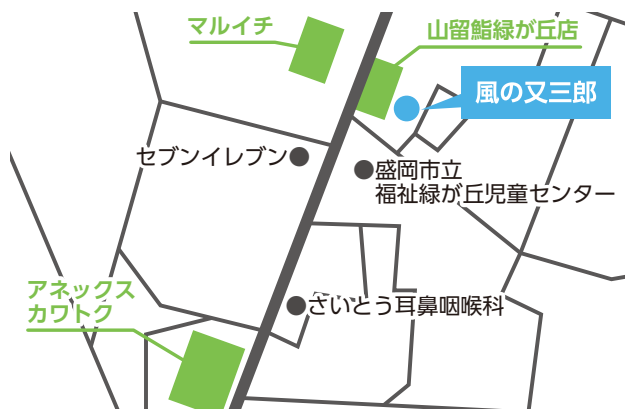 マルイチ
山留鮨緑が丘店
風の又三郎
セブンイレブン
盛岡市立
福祉緑が丘児童センター
アネックス
カワトク
さいとう耳鼻咽喉科